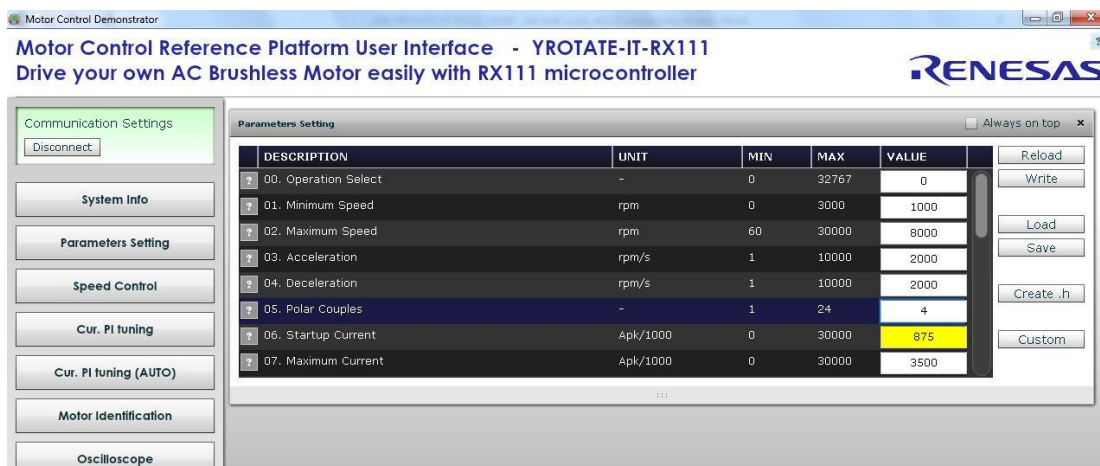 Motor Control Demonstrator
Motor Control Reference Platform User Interface - YROTATE-IT-RX111
Drive your own AC Brushless Motor easily with RX111 microcontroller
RENESAS
Communication Settings
Disconnect
System Info
Parameters Setting
Speed Control
Cur. PI tuning
Cur. PI tuning (AUTO)
Motor Identification
Oscilloscope
Parameters Setting
Always on top x
DESCRIPTION UNIT MIN MAX VALUE
? 00. Operation Select - 0 32767 0
? 01. Minimum Speed rpm 0 3000 1000
? 02. Maximum Speed rpm 60 30000 8000
? 03. Acceleration rpm/s 1 10000 2000
? 04. Deceleration rpm/s 1 10000 2000
? 05. Polar Couples - 1 24 4
? 06. Startup Current Apk/1000 0 30000 875
? 07. Maximum Current Apk/1000 0 30000 3500
Reload
Write
Load
Save
Create .h
Custom